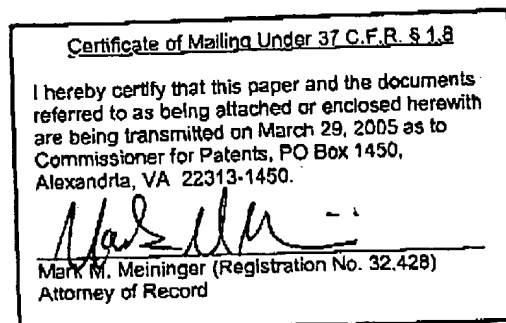 Certificate of Mailing Under 37 C.F.R. § 1.8
I hereby certify that this paper and the documents
referred to as being attached or enclosed herewith
are being transmitted on March 29, 2005 as to
Commissioner for Patents, PO Box 1450,
Alexandria, VA 22313-1450.
Mark M. Meininger (Registration No. 32,428)
Attorney of Record